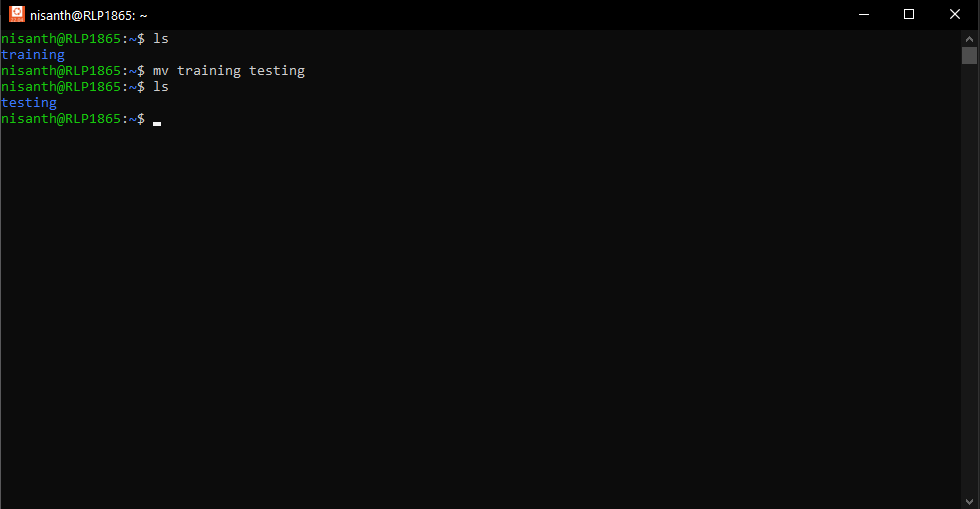 nisanth@RLP1865: ~
nisanth@RLP1865:~$ ls
training
nisanth@RLP1865:~$ mv training testing
nisanth@RLP1865:~$ ls
testing
nisanth@RLP1865:~$